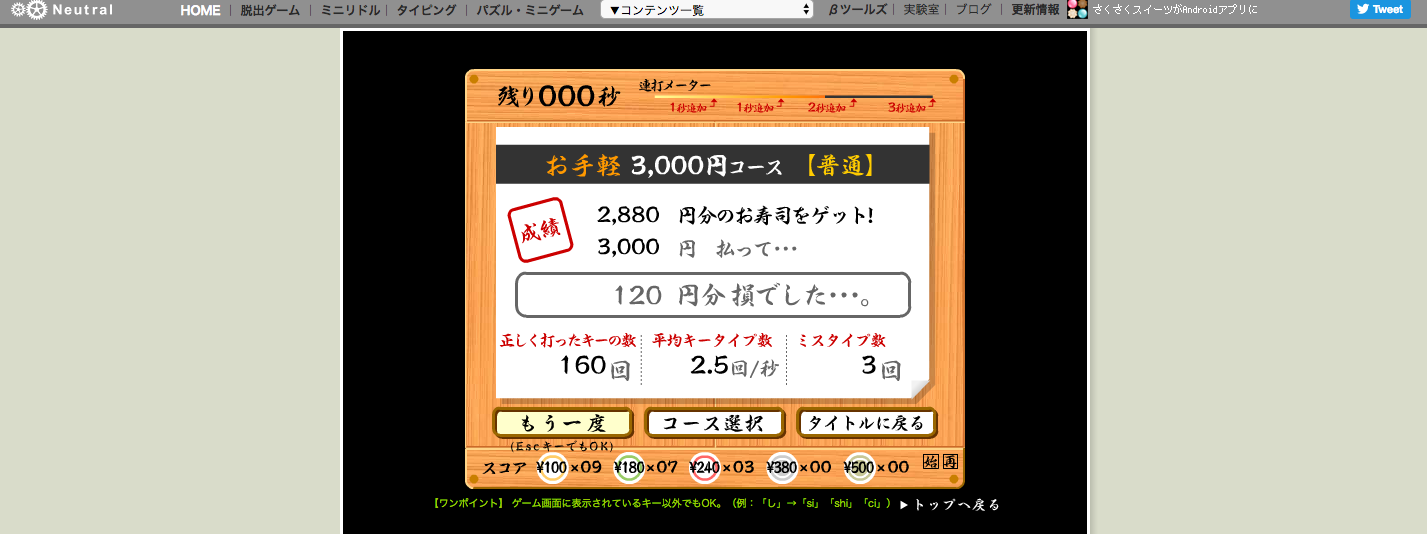 Neutral HOME | 脱出ゲーム | ミニリドル | タイピング | パズル・ミニゲーム ▼コンテンツ一覧 βツールズ | 実験室 | ブログ | 更新情報 さくさくスイーツがAndroidアプリに Tweet
残り000秒 連打メーター
1秒追加 1秒追加 2秒追加 3秒追加
お手軽 3,000円コース 【普通】
成績
2,880 円分のお寿司をゲット!
3,000 円 払って・・・
120 円分 損でした・・・。
正しく打ったキーの数 平均キータイプ数 ミスタイプ数
160回 2.5回/秒 3回
もう一度 コース選択 タイトルに戻る
(EscキーでもOK)
スコア ¥100×09 ¥180×07 ¥240×03 ¥380×00 ¥500×00 始 再
【ワンポイント】 ゲーム画面に表示されているキー以外でもOK。(例:「し」→「si」「shi」「ci」) ▶トップへ戻る